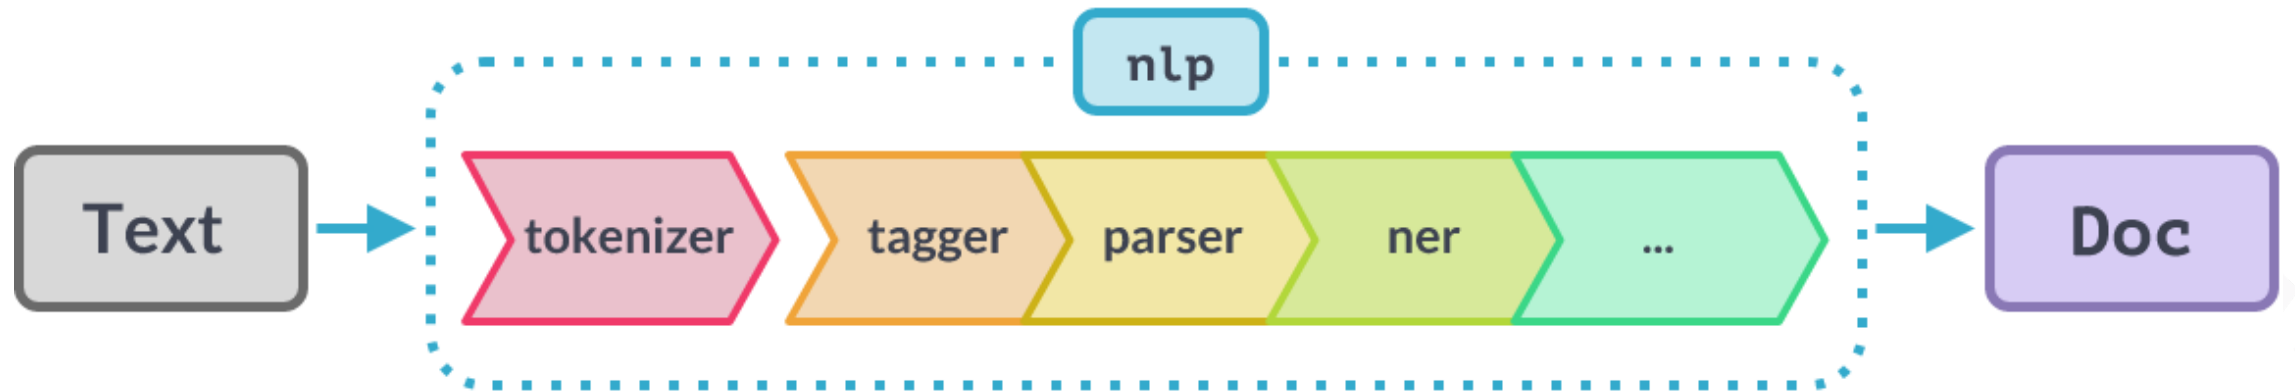 nlp
Text
tokenizer
tagger
parser
ner
...
Doc